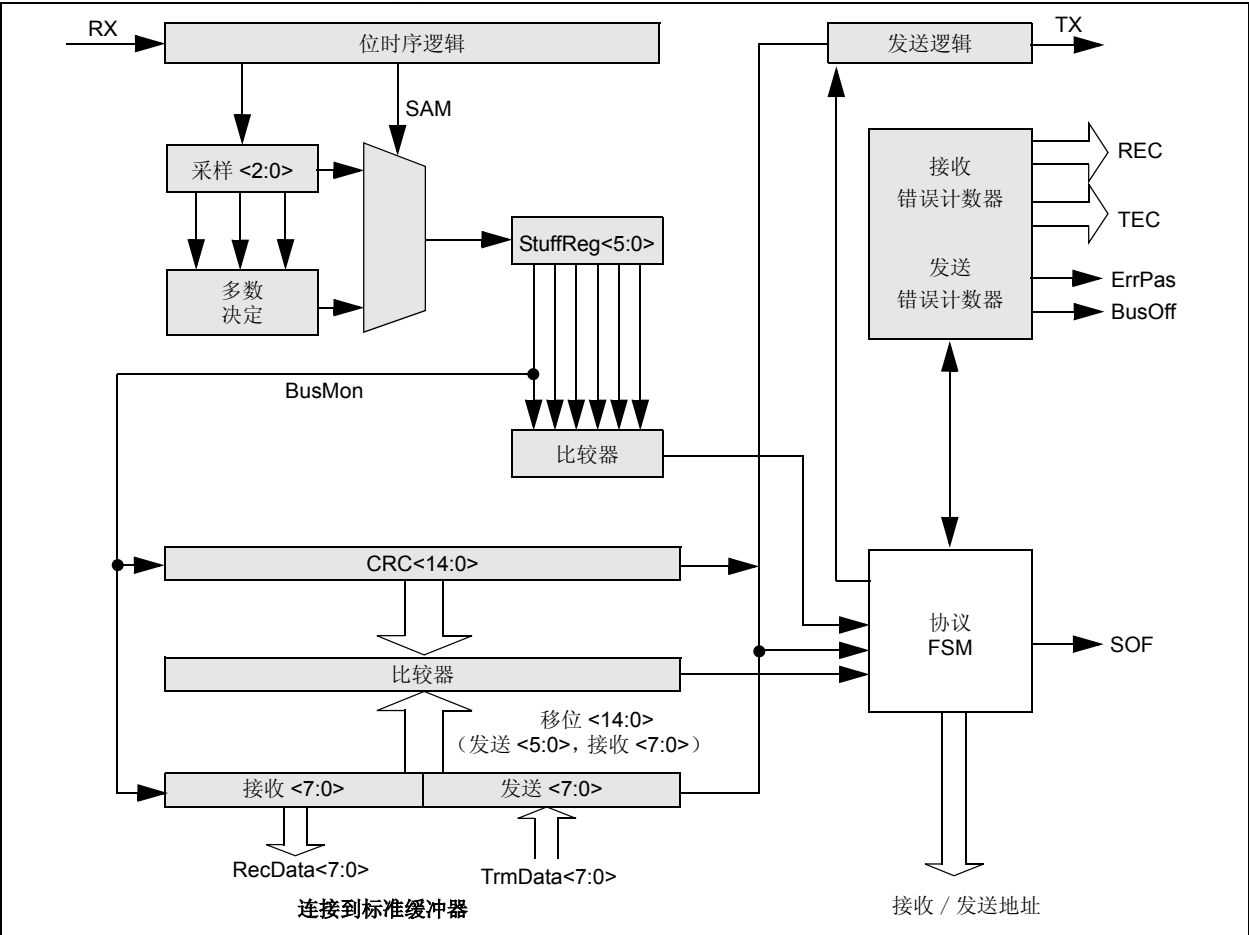 RX
位时序逻辑
发送逻辑
TX
SAM
采样 <2:0>
接收
错误计数器
REC
TEC
StuffReg<5:0>
发送
错误计数器
ErrPas
BusOff
多数
决定
BusMon
比较器
CRC<14:0>
协议
FSM
SOF
比较器
移位 <14:0>
（发送 <5:0>, 接收 <7:0>）
接收 <7:0>
发送 <7:0>
RecData<7:0>
TrmData<7:0>
连接到标准缓冲器
接收 / 发送地址